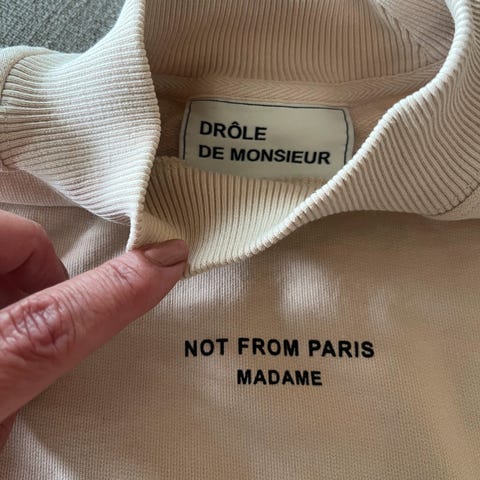 DRÔLE
DE MONSIEUR
NOT FROM PARIS
MADAME